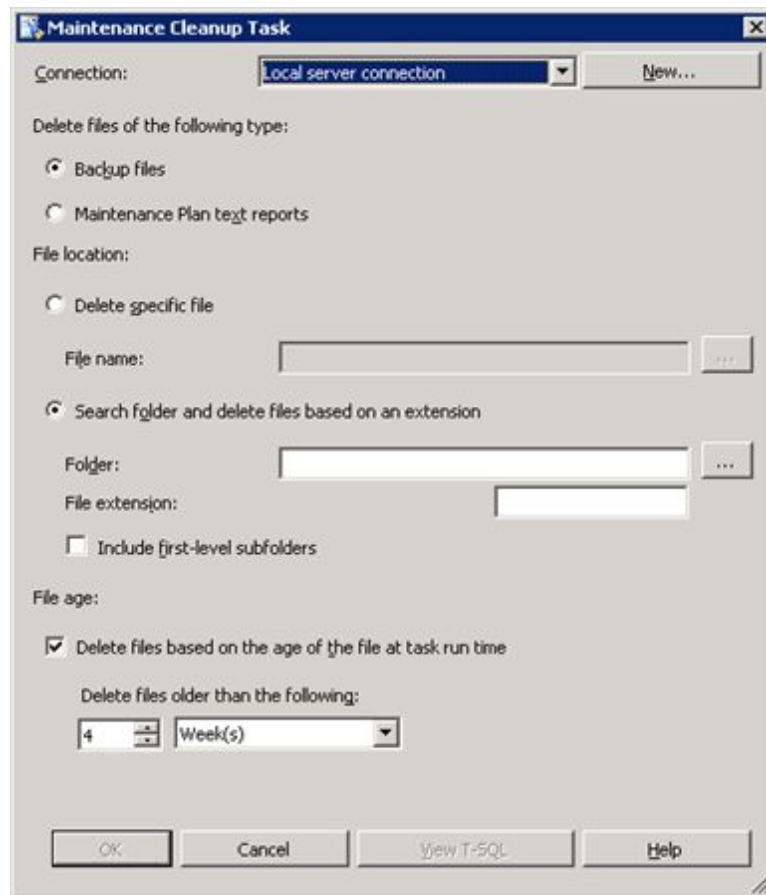 Maintenance Cleanup Task
Connection: Local server connection New...
Delete files of the following type:
Backup files
Maintenance Plan text reports
File location:
Delete specific file
File name: ...
Search folder and delete files based on an extension
Folder: ...
File extension:
Include first-level subfolders
File age:
Delete files based on the age of the file at task run time
Delete files older than the following:
4 Week(s)
OK Cancel View T-SQL Help